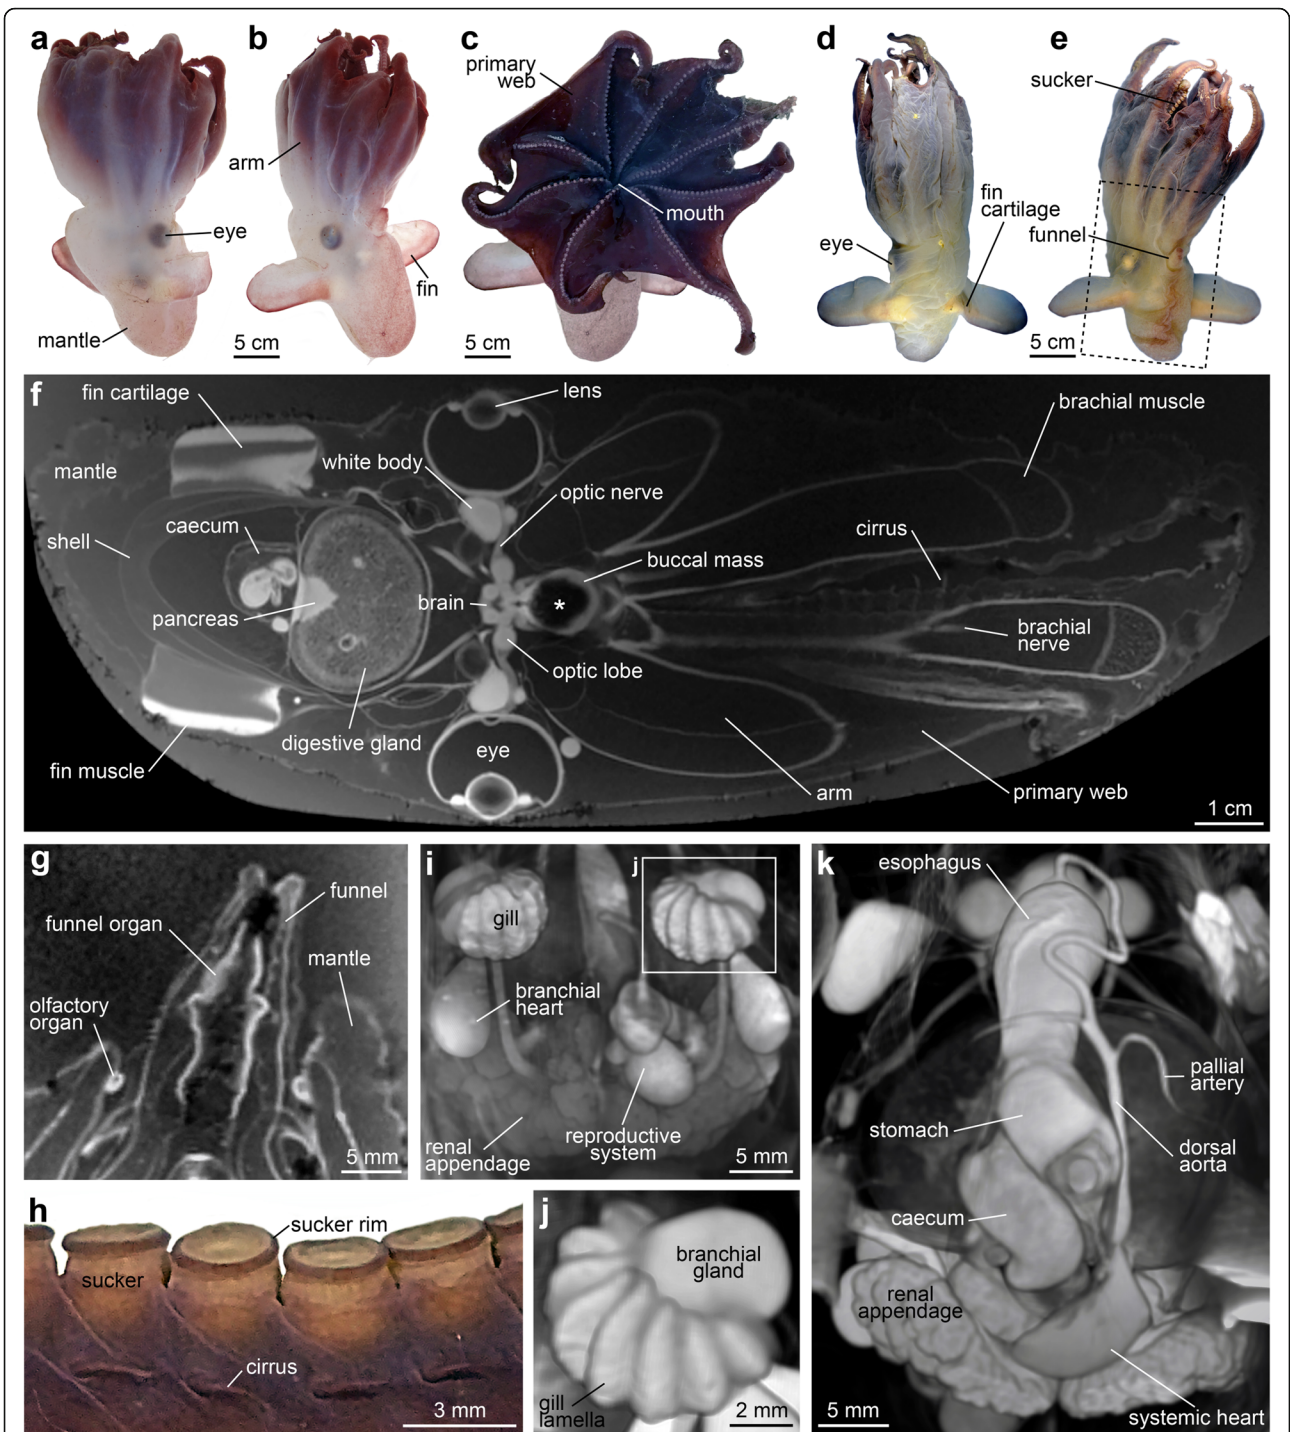 a
b
c
d
e
primary
web
arm
eye
mouth
fin
mantle
5 cm
5 cm
sucker
fin
cartilage
funnel
eye
5 cm
f
fin cartilage
lens
brachial muscle
mantle
white body
optic nerve
caecum
cirrus
shell
buccal mass
brain
*
pancreas
brachial
nerve
optic lobe
digestive gland
eye
fin muscle
arm
primary web
1 cm
g
funnel
funnel organ
mantle
olfactory
organ
5 mm
i
j
gill
branchial
heart
renal
appendage
reproductive
system
5 mm
k
esophagus
pallial
artery
stomach
dorsal
aorta
caecum
renal
appendage
systemic heart
5 mm
h
sucker rim
sucker
cirrus
3 mm
j
branchial
gland
gill
lamella
2 mm